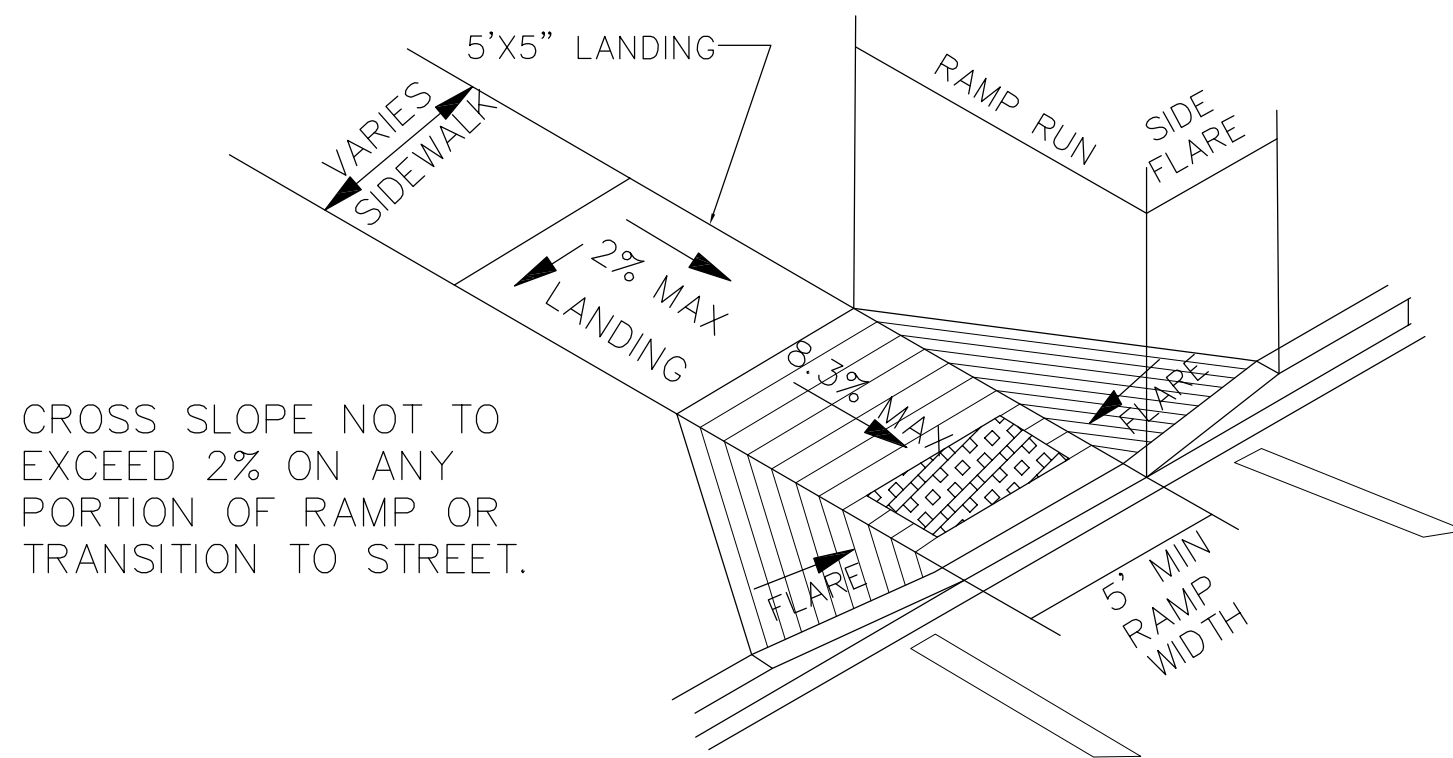 5'X5" LANDING
VARIES
SIDEWALK
RAMP RUN
SIDE
FLARE
2% MAX
LANDING
8.3% MAX
FLARE
CROSS SLOPE NOT TO
EXCEED 2% ON ANY
PORTION OF RAMP OR
TRANSITION TO STREET.
FLARE
5' MIN
RAMP
WIDTH